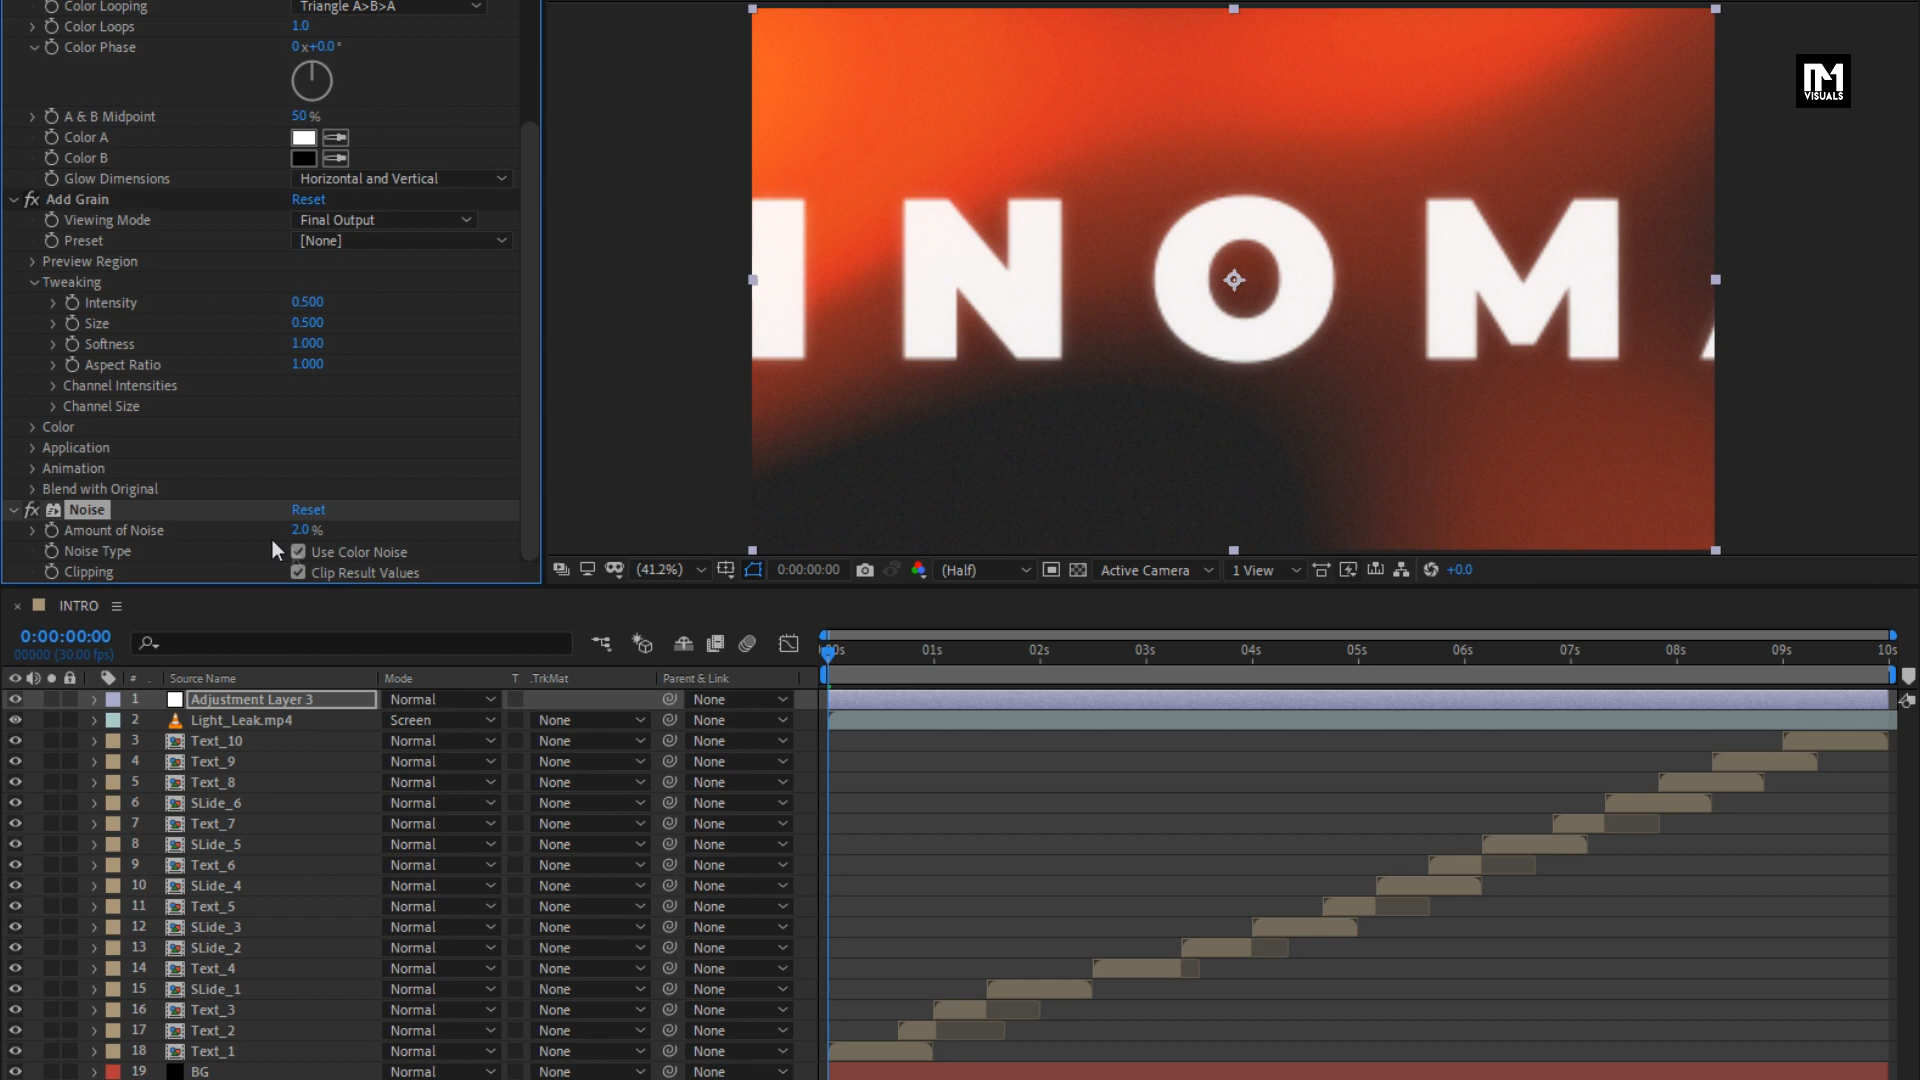 Color Looping Triangle A>B>A
Color Loops 1.0
Color Phase 0 x+0.0°
A & B Midpoint 50 %
Color A
Color B
Glow Dimensions Horizontal and Vertical
fx Add Grain Reset
Viewing Mode Final Output
Preset [None]
Preview Region
Tweaking
Intensity 0.500
Size 0.500
Softness 1.000
Aspect Ratio 1.000
Channel Intensities
Channel Size
Color
Application
Animation
Blend with Original
fx Noise Reset
Amount of Noise 2.0 %
Noise Type Use Color Noise
Clipping Clip Result Values
INOM
VISUALS
(41.2%) 0:00:00:00 (Half) Active Camera 1 View +0.0
× INTRO
0:00:00:00
00000 (30.00 fps)
01s 02s 03s 04s 05s 06s 07s 08s 09s 10s
# Source Name Mode T .TrkMat Parent & Link
1 Adjustment Layer 3 Normal None
2 Light_Leak.mp4 Screen None None
3 Text_10 Normal None None
4 Text_9 Normal None None
5 Text_8 Normal None None
6 SLide_6 Normal None None
7 Text_7 Normal None None
8 SLide_5 Normal None None
9 Text_6 Normal None None
10 SLide_4 Normal None None
11 Text_5 Normal None None
12 SLide_3 Normal None None
13 SLide_2 Normal None None
14 Text_4 Normal None None
15 SLide_1 Normal None None
16 Text_3 Normal None None
17 Text_2 Normal None None
18 Text_1 Normal None None
19 BG Normal None None